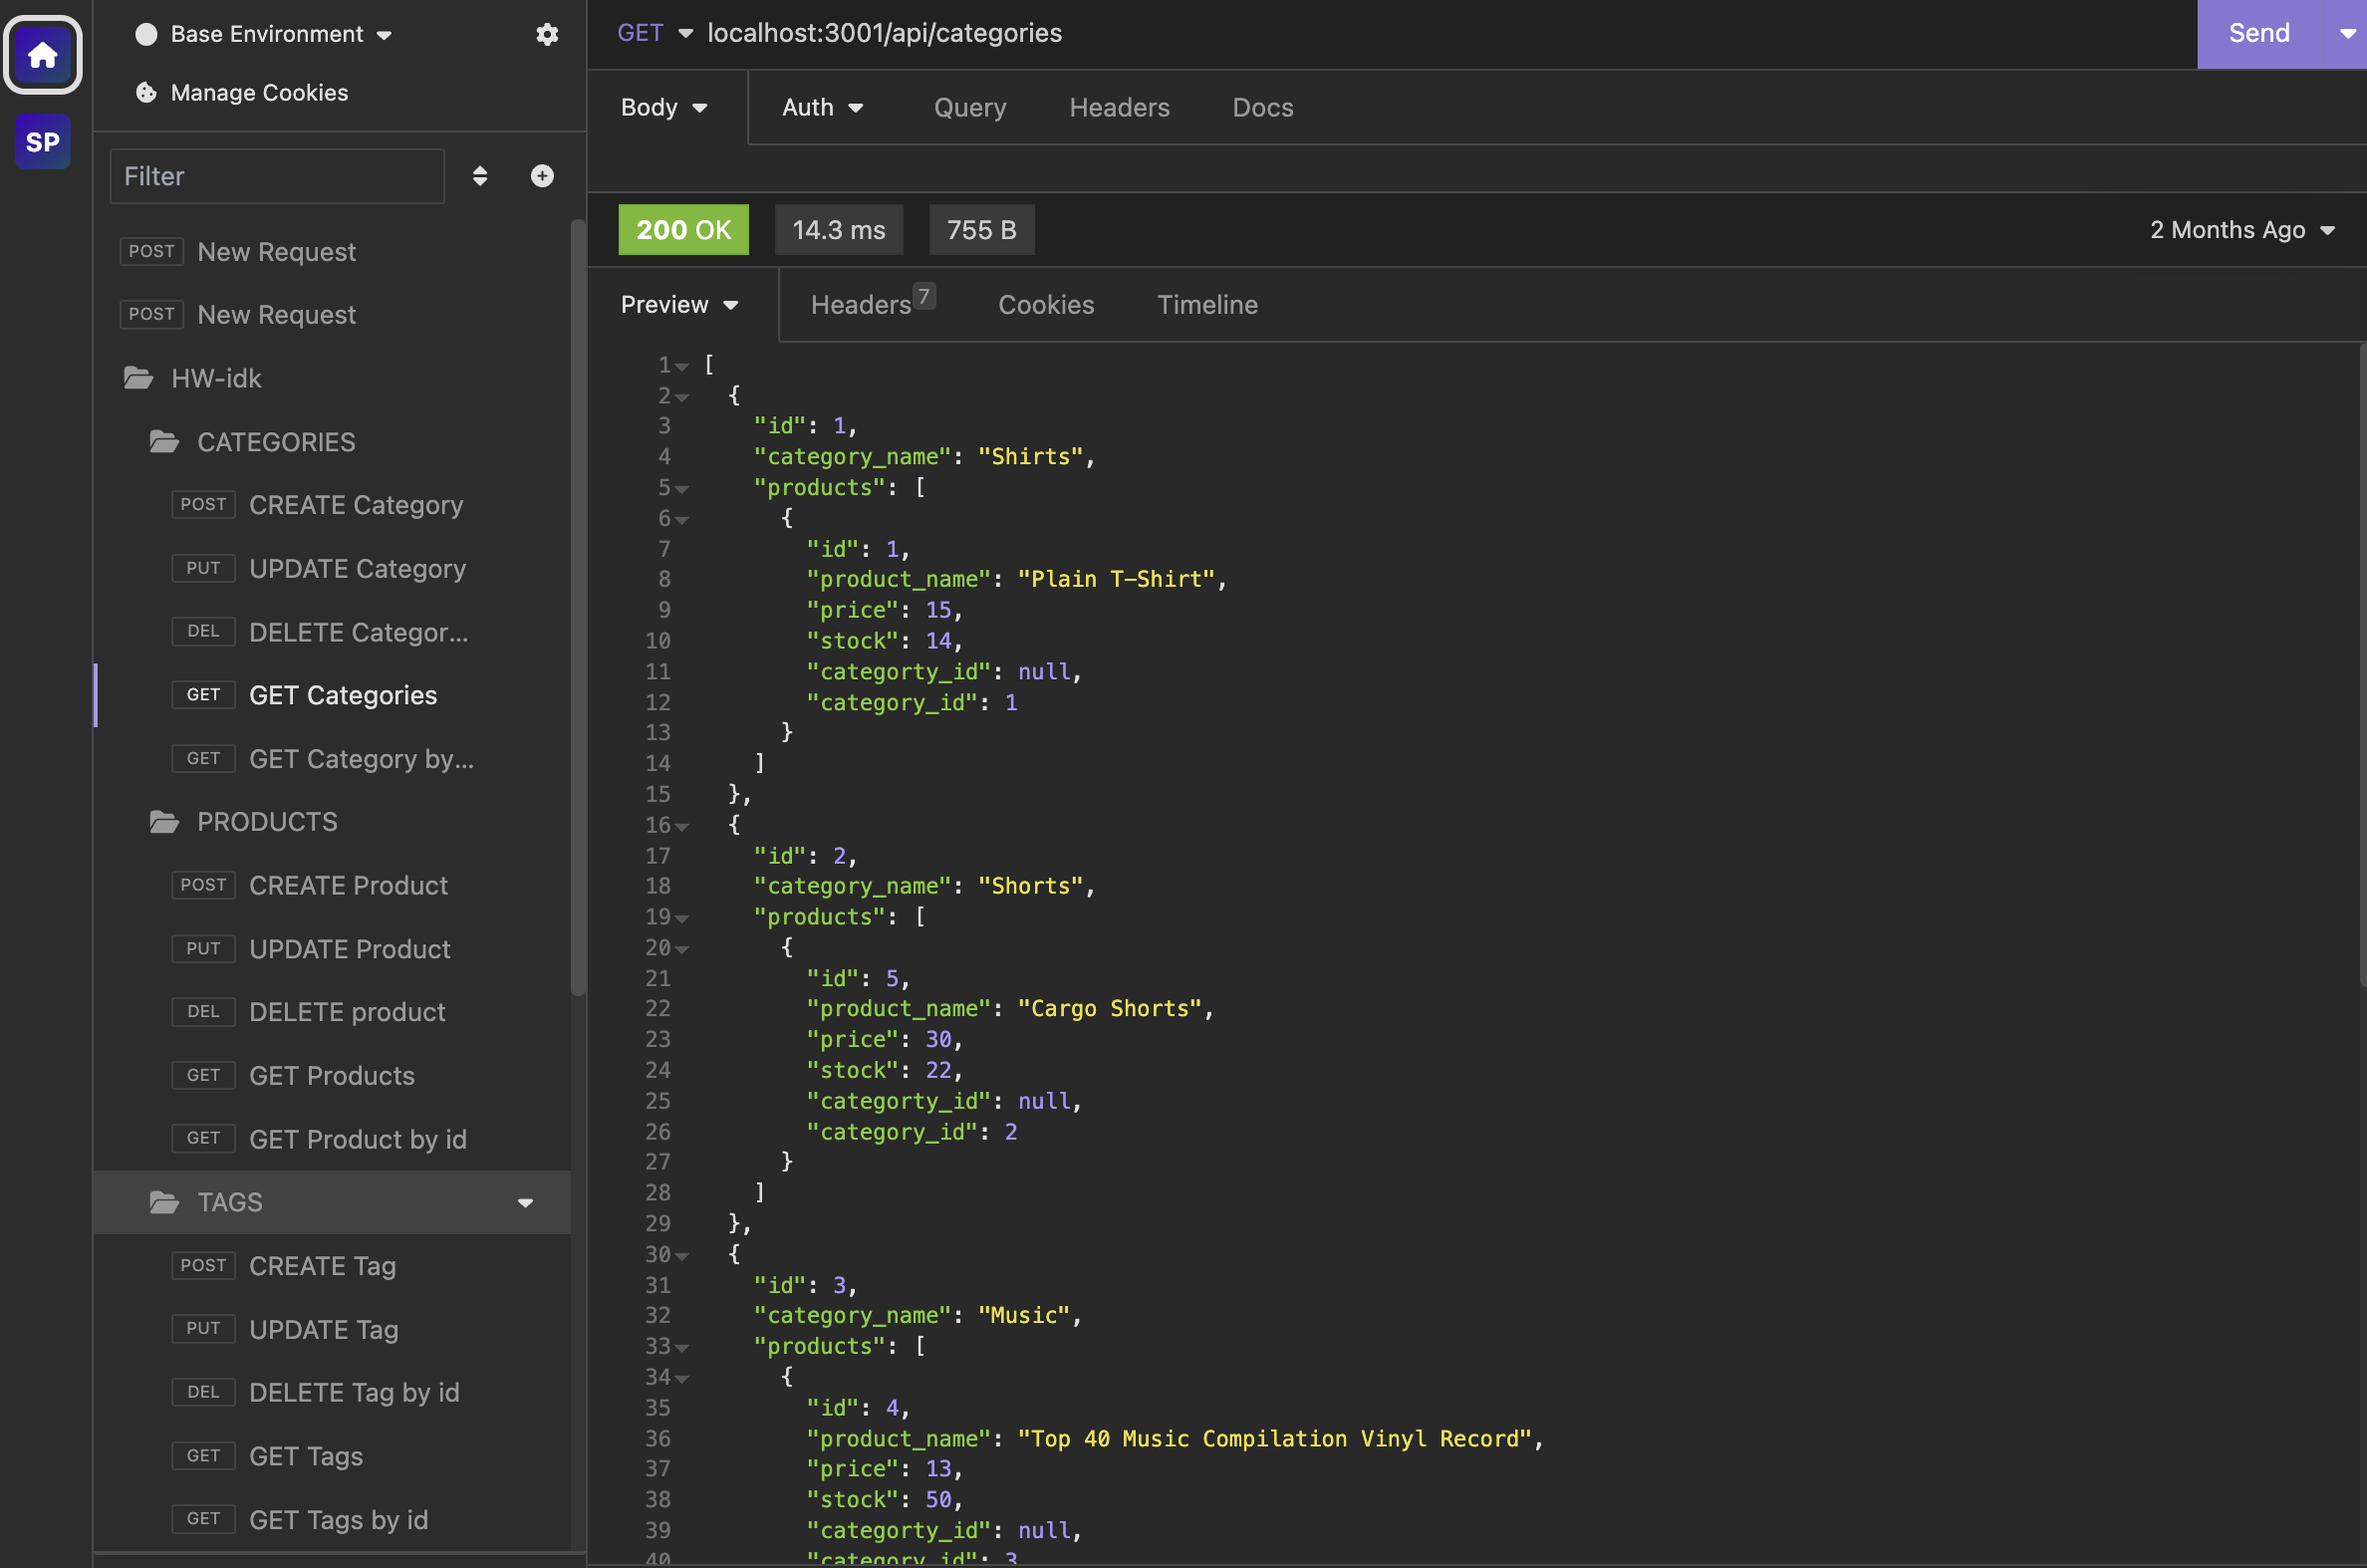 Base Environment
Manage Cookies
SP
Filter
POST New Request
POST New Request
HW-idk
CATEGORIES
POST CREATE Category
PUT UPDATE Category
DEL DELETE Categor...
GET GET Categories
GET GET Category by...
PRODUCTS
POST CREATE Product
PUT UPDATE Product
DEL DELETE product
GET GET Products
GET GET Product by id
TAGS
POST CREATE Tag
PUT UPDATE Tag
DEL DELETE Tag by id
GET GET Tags
GET GET Tags by id
GET localhost:3001/api/categories Send
Body Auth Query Headers Docs
200 OK 14.3 ms 755 B 2 Months Ago
Preview Headers 7 Cookies Timeline
1 [
2 {
3 "id": 1,
4 "category_name": "Shirts",
5 "products": [
6 {
7 "id": 1,
8 "product_name": "Plain T-Shirt",
9 "price": 15,
10 "stock": 14,
11 "categorty_id": null,
12 "category_id": 1
13 }
14 ]
15 },
16 {
17 "id": 2,
18 "category_name": "Shorts",
19 "products": [
20 {
21 "id": 5,
22 "product_name": "Cargo Shorts",
23 "price": 30,
24 "stock": 22,
25 "categorty_id": null,
26 "category_id": 2
27 }
28 ]
29 },
30 {
31 "id": 3,
32 "category_name": "Music",
33 "products": [
34 {
35 "id": 4,
36 "product_name": "Top 40 Music Compilation Vinyl Record",
37 "price": 13,
38 "stock": 50,
39 "categorty_id": null,
40 "category_id": 3